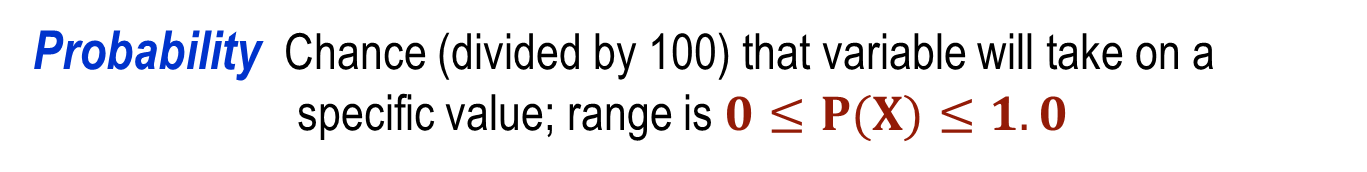 Probability Chance (divided by 100) that variable will take on a
specific value; range is 0 ≤ P(X) ≤ 1.0